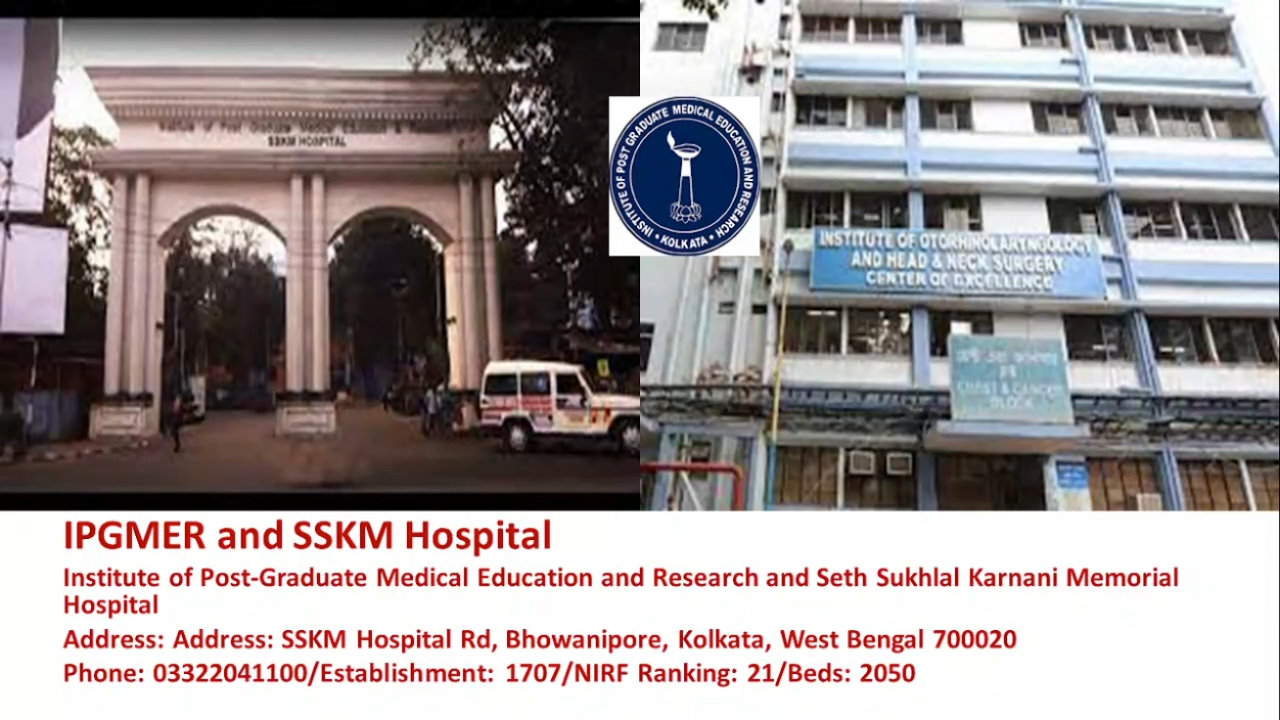 SSKM HOSPITAL
INSTITUTE OF POST GRADUATE MEDICAL EDUCATION AND RESEARCH
• KOLKATA •
INSTITUTE OF OTORHINOLARYNGOLOGY
AND HEAD & NECK SURGERY
CENTER OF EXCELLENCE
CHEST & CANCER
BLOCK
IPGMER and SSKM Hospital
Institute of Post-Graduate Medical Education and Research and Seth Sukhlal Karnani Memorial
Hospital
Address: Address: SSKM Hospital Rd, Bhowanipore, Kolkata, West Bengal 700020
Phone: 03322041100/Establishment: 1707/NIRF Ranking: 21/Beds: 2050